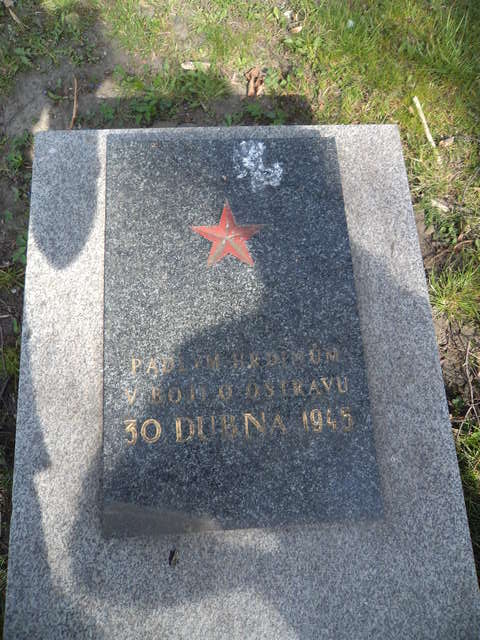 PADLÝM HRDINŮM
V BOJI O OSTRAVU
30 DUBNA 1945